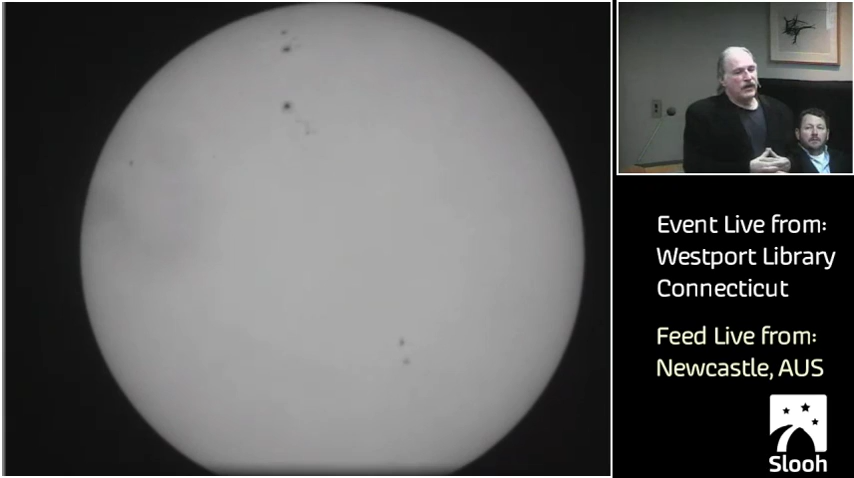 Event Live from:
Westport Library
Connecticut
Feed Live from:
Newcastle, AUS
Slooh